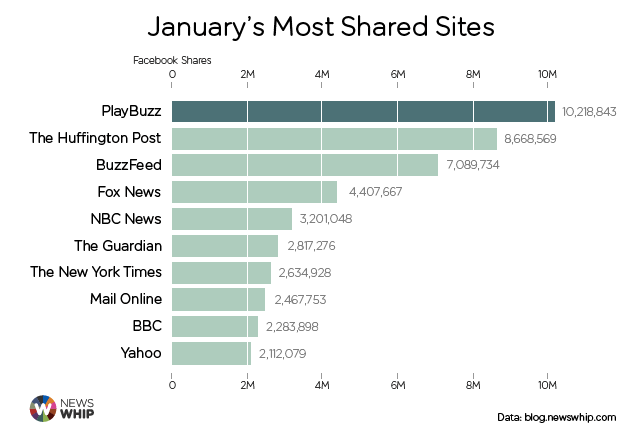 January's Most Shared Sites
Facebook Shares
0 2M 4M 6M 8M 10M
PlayBuzz 10,218,843
The Huffington Post 8,668,569
BuzzFeed 7,089,734
Fox News 4,407,667
NBC News 3,201,048
The Guardian 2,817,276
The New York Times 2,634,928
Mail Online 2,467,753
BBC 2,283,898
Yahoo 2,112,079
0 2M 4M 6M 8M 10M
W NEWS
WHIP
Data: blog.newswhip.com